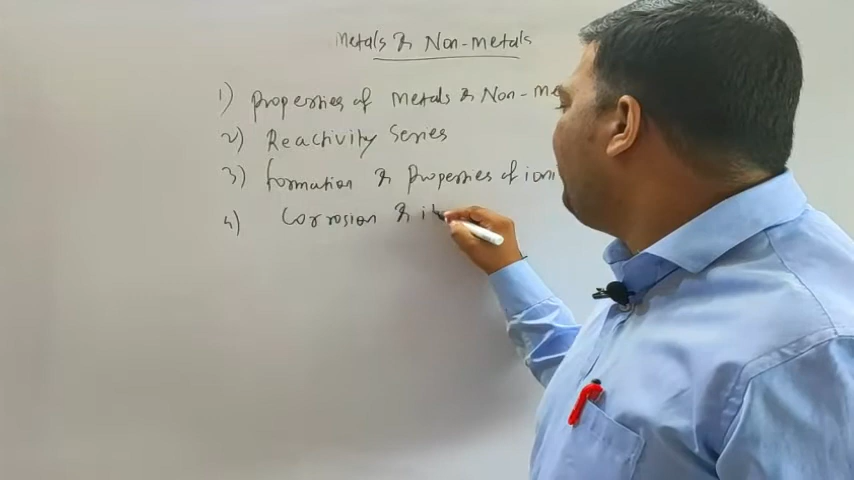 Metals & Non-Metals
1) Properties of Metals & Non-Me
2) Reactivity Series
3) Formation & Properties of ion
4) Corrosion & it